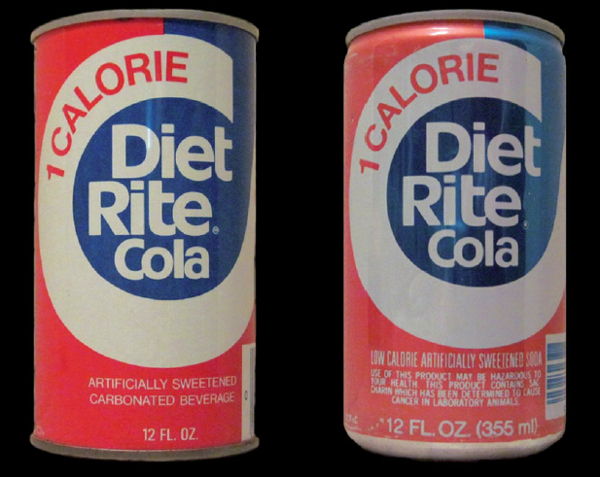 1 CALORIE
Diet
Rite®
Cola
ARTIFICIALLY SWEETENED
CARBONATED BEVERAGE
12 FL. OZ.
1 CALORIE
Diet
Rite®
Cola
LOW CALORIE ARTIFICIALLY SWEETENED SODA
USE OF THIS PRODUCT MAY BE HAZARDOUS TO
YOUR HEALTH. THIS PRODUCT CONTAINS SAC-
CHARIN WHICH HAS BEEN DETERMINED TO CAUSE
CANCER IN LABORATORY ANIMALS.
12 FL. OZ. (355 ml)